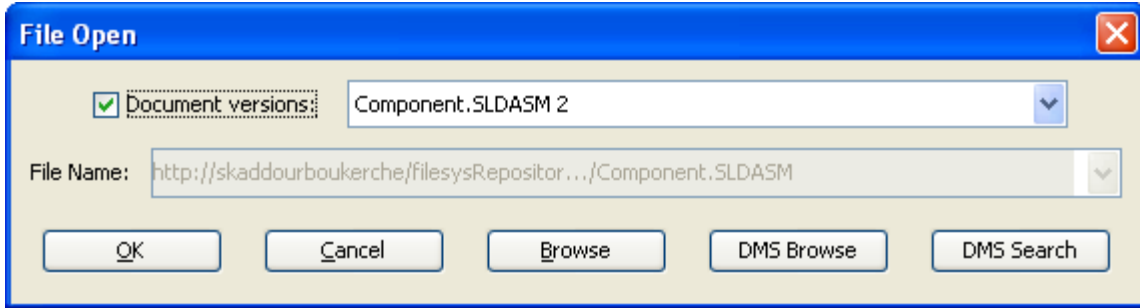 File Open
Document versions: Component.SLDASM 2
File Name: http://skaddourboukerche/filesysRepositor.../Component.SLDASM
OK Cancel Browse DMS Browse DMS Search